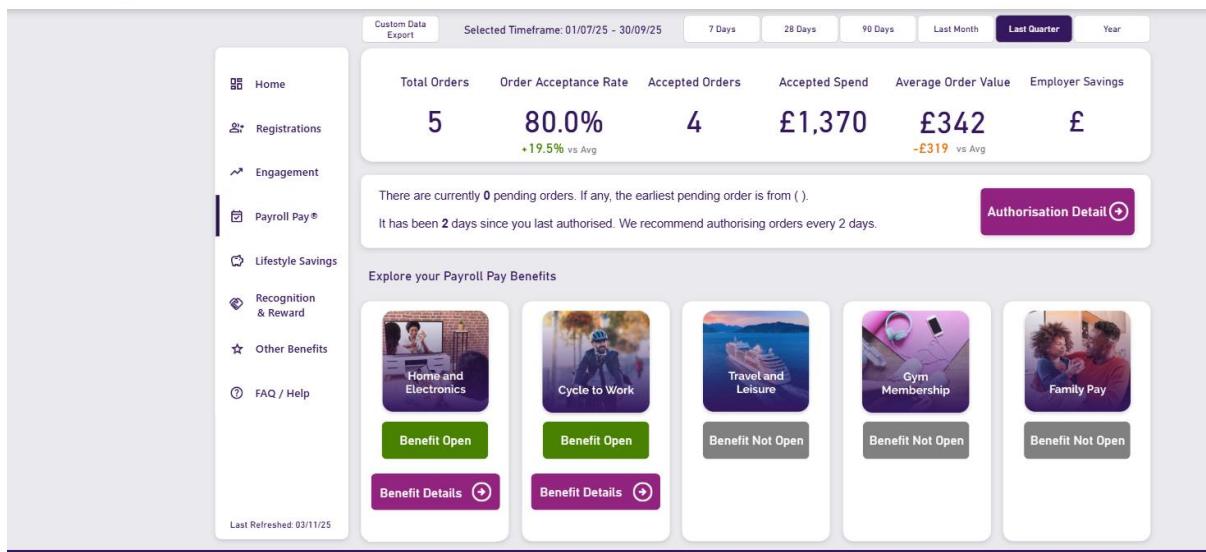 Custom Data
Export
Selected Timeframe: 01/07/25 - 30/09/25
7 Days
28 Days
90 Days
Last Month
Last Quarter
Year
Home
Registrations
Engagement
Payroll Pay®
Lifestyle Savings
Recognition
& Reward
Other Benefits
FAQ / Help
Last Refreshed: 03/11/25
Total Orders
5
Order Acceptance Rate
80.0%
+19.5% vs Avg
Accepted Orders
4
Accepted Spend
£1,370
Average Order Value
£342
-£319 vs Avg
Employer Savings
£
There are currently 0 pending orders. If any, the earliest pending order is from ( ).
It has been 2 days since you last authorised. We recommend authorising orders every 2 days.
Authorisation Detail
Explore your Payroll Pay Benefits
Home and
Electronics
Benefit Open
Benefit Details
Cycle to Work
Benefit Open
Benefit Details
Travel and
Leisure
Benefit Not Open
Gym
Membership
Benefit Not Open
Family Pay
Benefit Not Open